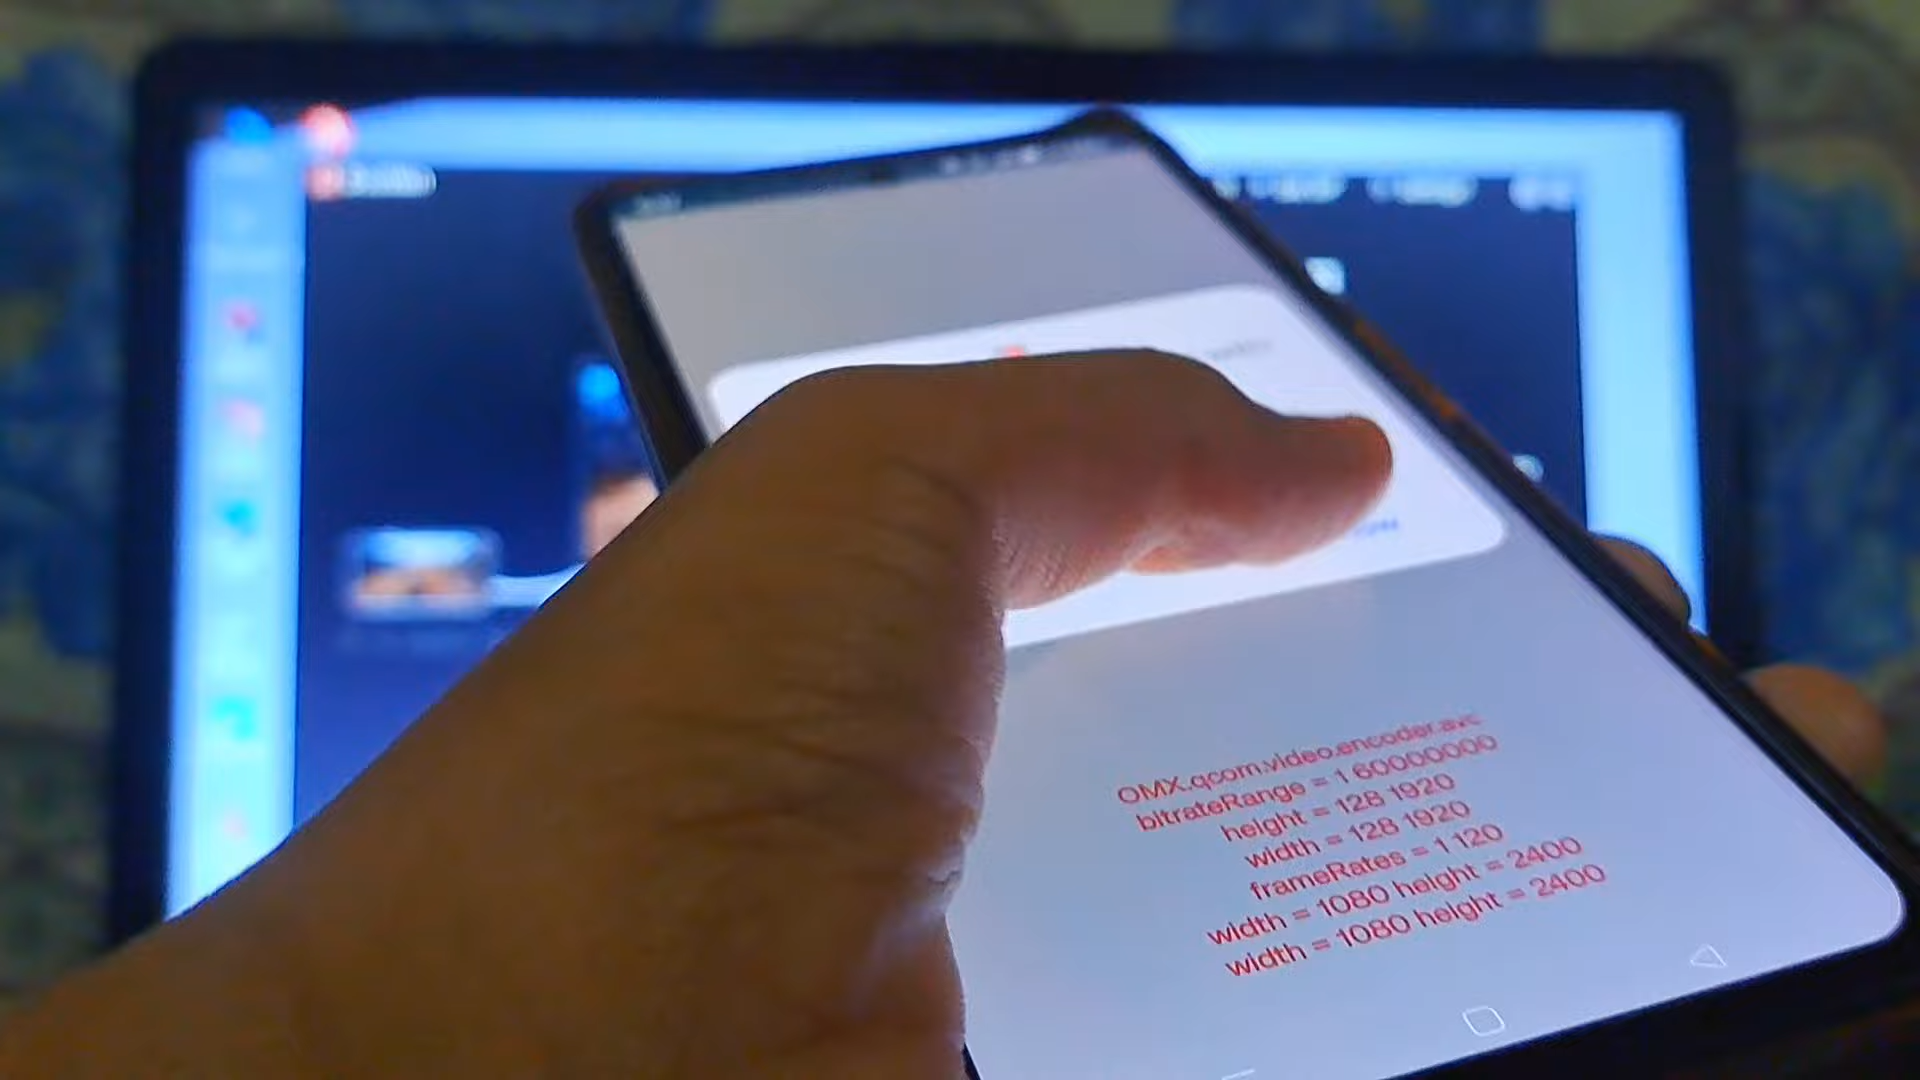 OMX.qcom.video.encoder.avc
bitrateRange = 1 60000000
height = 128 1920
width = 128 1920
frameRates = 1 120
width = 1080 height = 2400
width = 1080 height = 2400